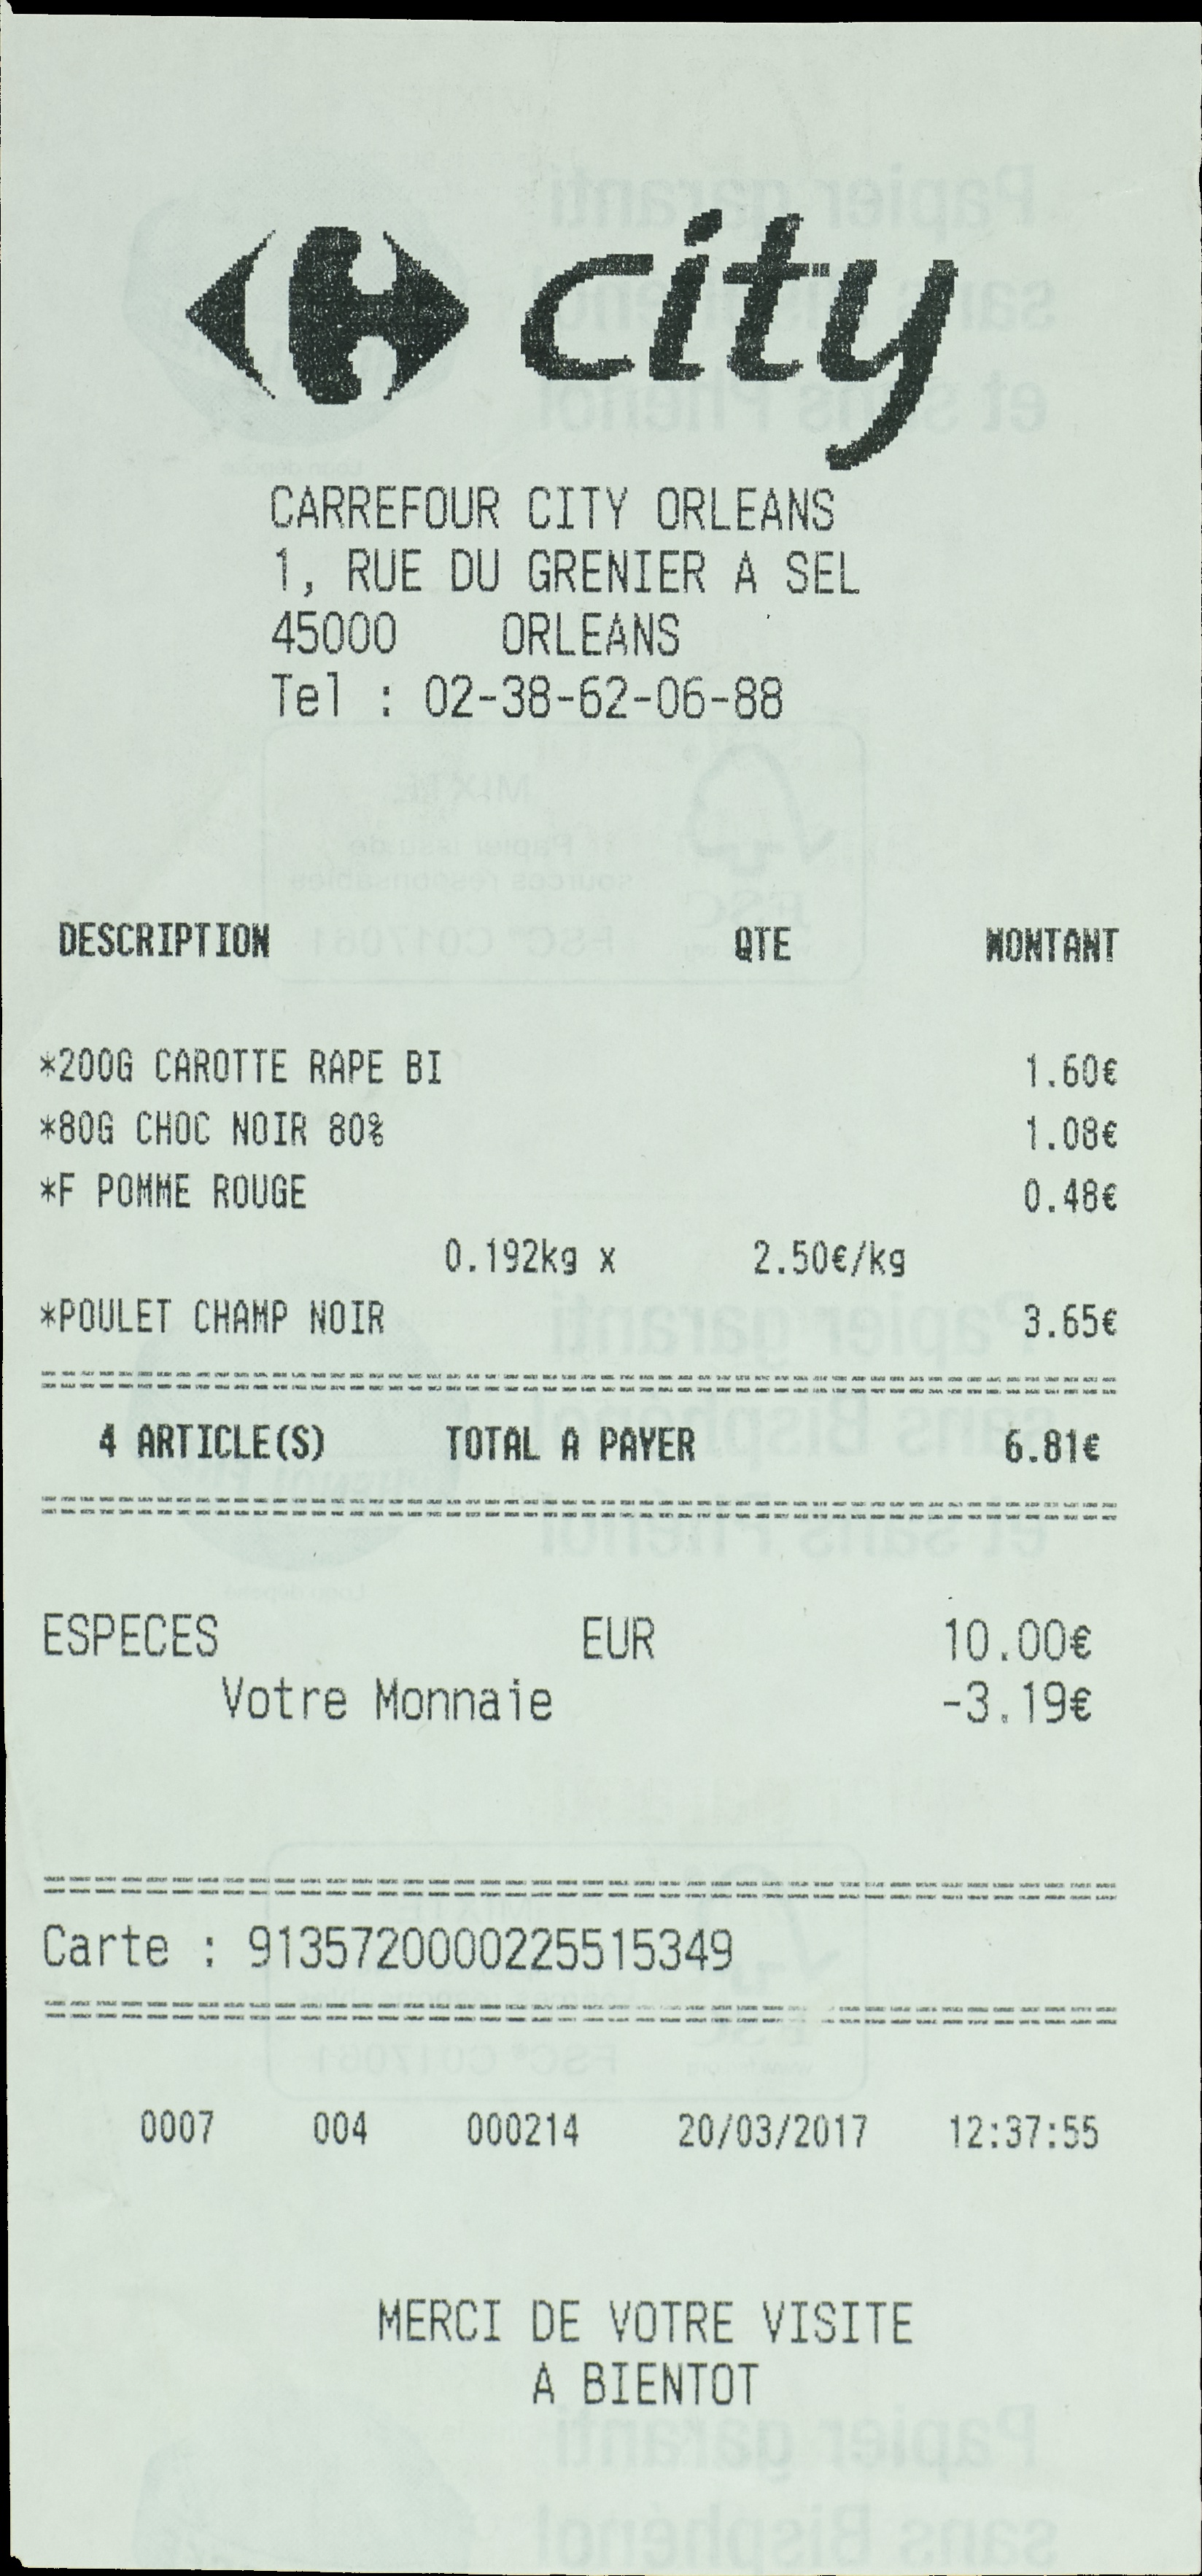 city
CARREFOUR CITY ORLEANS
1, RUE DU GRENIER A SEL
45000 ORLEANS
Tel : 02-38-62-06-88
DESCRIPTION QTE MONTANT
*200G CAROTTE RAPE BI 1.60€
*80G CHOC NOIR 80% 1.08€
*F POMME ROUGE 0.48€
0.192kg x 2.50€/kg
*POULET CHAMP NOIR 3.65€
4 ARTICLE(S) TOTAL A PAYER 6.81€
ESPECES EUR 10.00€
Votre Monnaie -3.19€
Carte : 9135720000225515349
0007 004 000214 20/03/2017 12:37:55
MERCI DE VOTRE VISITE
A BIENTOT